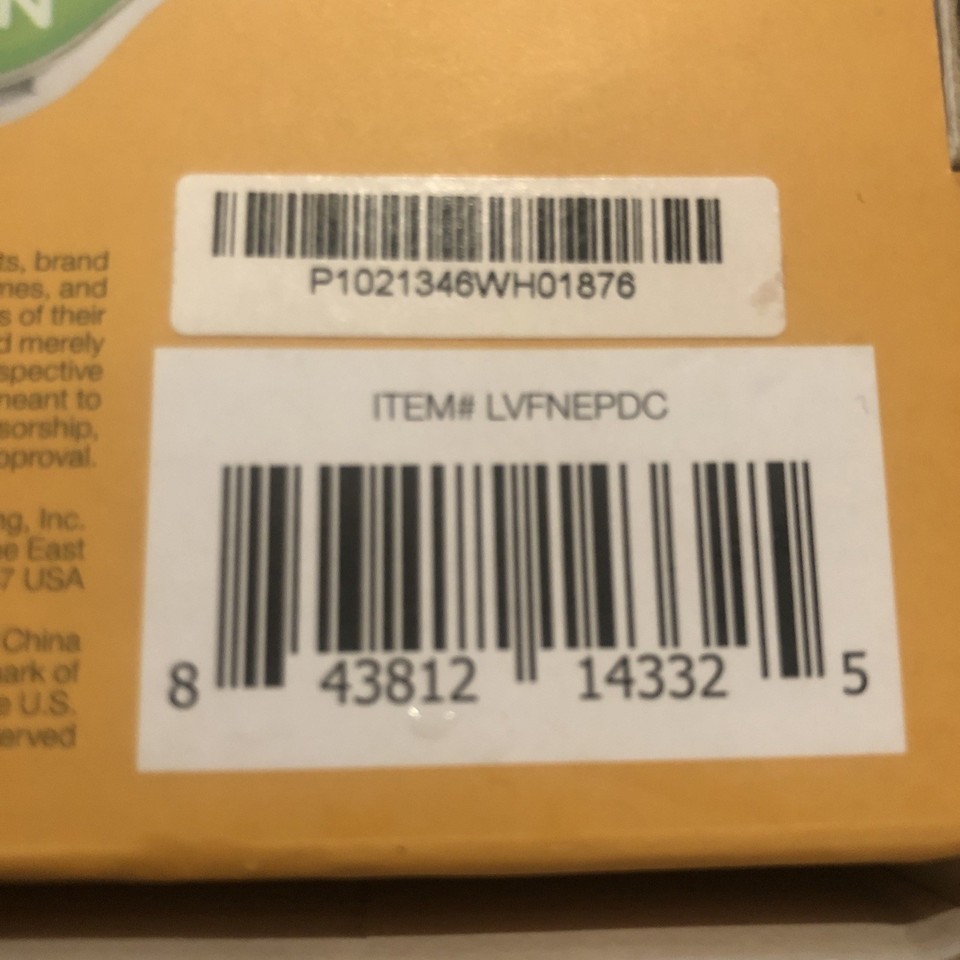 N
P1021346WH01876
ts, brand
mes, and
s of their
d merely
spective
meant to
sorship,
pproval.
ITEM# LVFNEPDC
ng, Inc.
e East
7 USA
China
mark of
e U.S.
erved
8 43812 14332 5